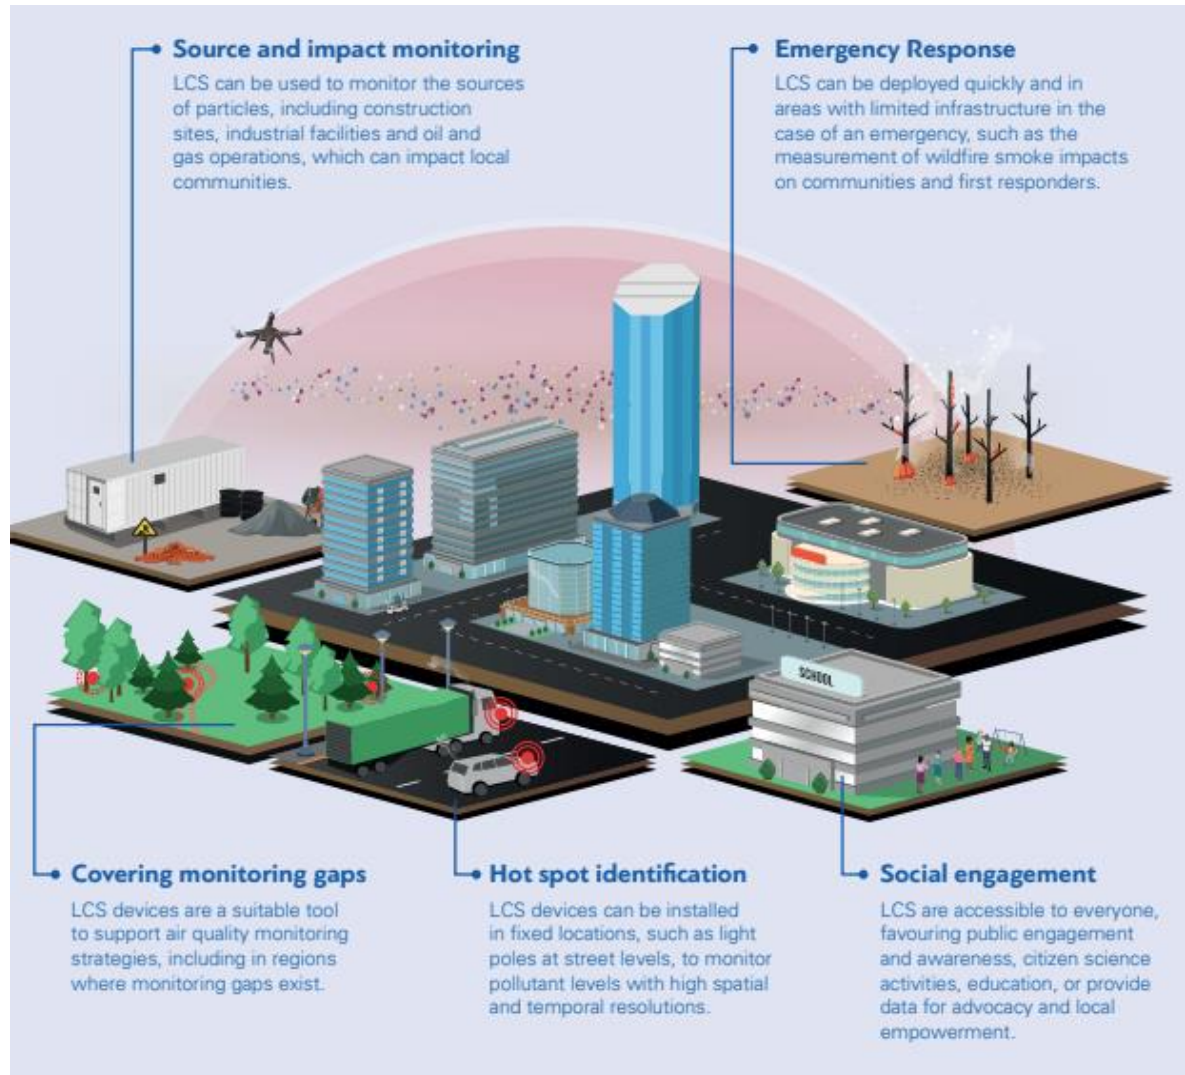 Source and impact monitoring
LCS can be used to monitor the sources
of particles, including construction
sites, industrial facilities and oil and
gas operations, which can impact local
communities.
Emergency Response
LCS can be deployed quickly and in
areas with limited infrastructure in the
case of an emergency, such as the
measurement of wildfire smoke impacts
on communities and first responders.
SCHOOL
Covering monitoring gaps
LCS devices are a suitable tool
to support air quality monitoring
strategies, including in regions
where monitoring gaps exist.
Hot spot identification
LCS devices can be installed
in fixed locations, such as light
poles at street levels, to monitor
pollutant levels with high spatial
and temporal resolutions.
Social engagement
LCS are accessible to everyone,
favouring public engagement
and awareness, citizen science
activities, education, or provide
data for advocacy and local
empowerment.